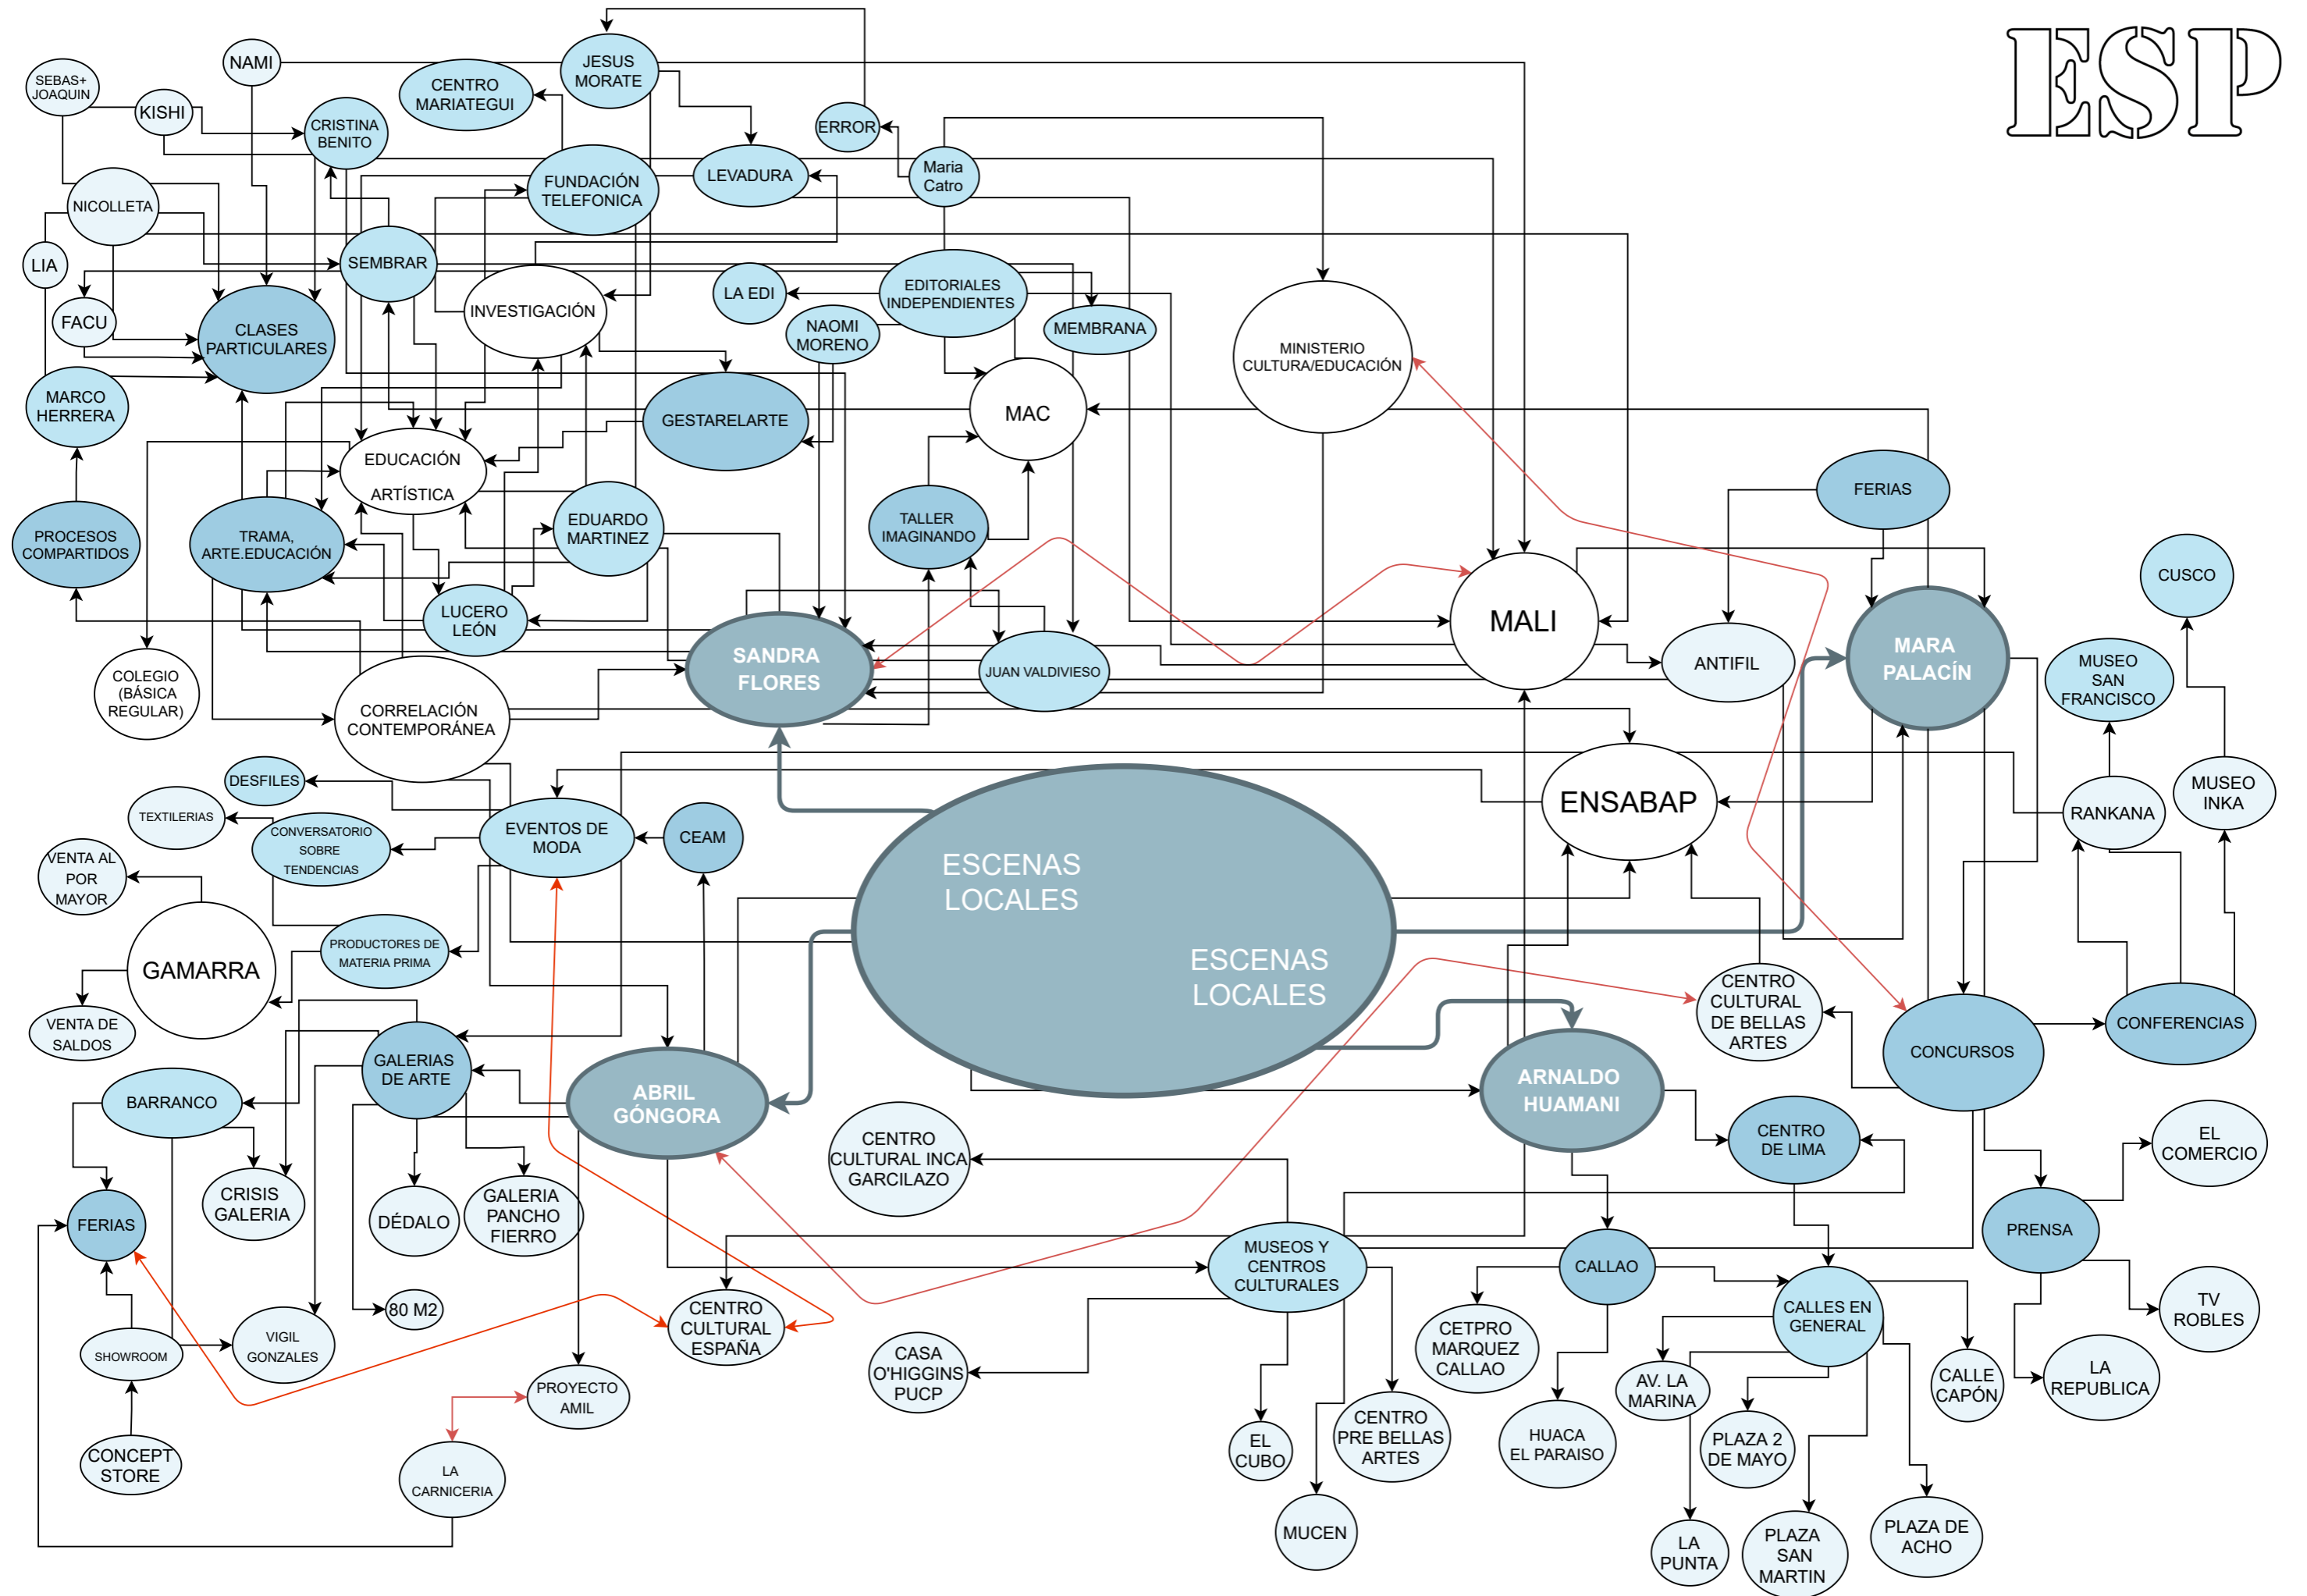 ESP
NAMI
JESUS
MORATE
SEBAS+
JOAQUIN
CENTRO
MARIATEGUI
KISHI
CRISTINA
BENITO
ERROR
FUNDACIÓN
TELEFONICA
LEVADURA
Maria
Catro
NICOLLETA
LIA
SEMBRAR
FACU
CLASES
PARTICULARES
INVESTIGACIÓN
LA EDI
EDITORIALES
INDEPENDIENTES
NAOMI
MORENO
MEMBRANA
MINISTERIO
CULTURA/EDUCACIÓN
MARCO
HERRERA
GESTARELARTE
MAC
EDUCACIÓN
ARTÍSTICA
FERIAS
PROCESOS
COMPARTIDOS
TRAMA,
ARTE.EDUCACIÓN
EDUARDO
MARTINEZ
TALLER
IMAGINANDO
CUSCO
LUCERO
LEÓN
MALI
COLEGIO
(BÁSICA
REGULAR)
SANDRA
FLORES
JUAN VALDIVIESO
ANTIFIL
MARA
PALACÍN
MUSEO
SAN
FRANCISCO
CORRELACIÓN
CONTEMPORÁNEA
DESFILES
TEXTILERIAS
CONVERSATORIO
SOBRE
TENDENCIAS
EVENTOS DE
MODA
CEAM
ENSABAP
RANKANA
MUSEO
INKA
VENTA AL
POR
MAYOR
ESCENAS
LOCALES
ESCENAS
LOCALES
GAMARRA
PRODUCTORES DE
MATERIA PRIMA
VENTA DE
SALDOS
CENTRO
CULTURAL
DE BELLAS
ARTES
CONCURSOS
CONFERENCIAS
GALERIAS
DE ARTE
BARRANCO
ABRIL
GÓNGORA
ARNALDO
HUAMANI
CENTRO
CULTURAL INCA
GARCILAZO
CENTRO
DE LIMA
EL
COMERCIO
FERIAS
CRISIS
GALERIA
DÉDALO
GALERIA
PANCHO
FIERRO
MUSEOS Y
CENTROS
CULTURALES
CALLAO
PRENSA
80 M2
CENTRO
CULTURAL
ESPAÑA
CALLES EN
GENERAL
TV
ROBLES
SHOWROOM
VIGIL
GONZALES
CASA
O'HIGGINS
PUCP
CETPRO
MARQUEZ
CALLAO
AV. LA
MARINA
CALLE
CAPÓN
LA
REPUBLICA
PROYECTO
AMIL
CONCEPT
STORE
LA
CARNICERIA
EL
CUBO
CENTRO
PRE BELLAS
ARTES
HUACA
EL PARAISO
PLAZA 2
DE MAYO
MUCEN
LA
PUNTA
PLAZA
SAN
MARTIN
PLAZA DE
ACHO